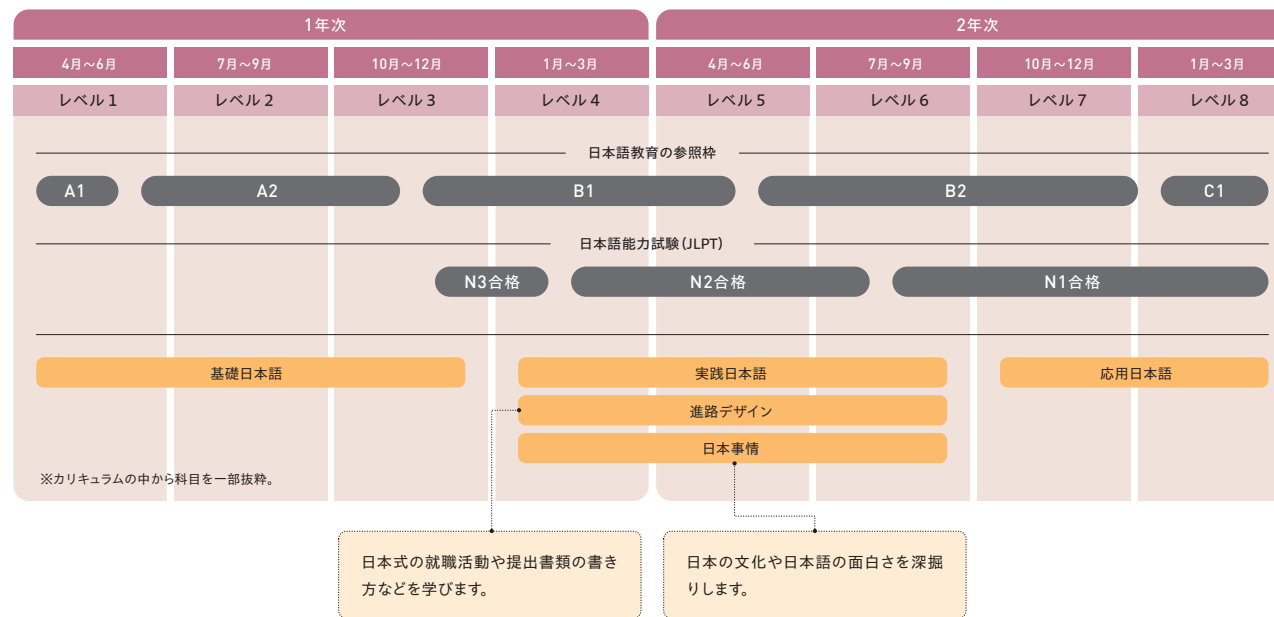 1年次 2年次
4月～6月 7月～9月 10月～12月 1月～3月 4月～6月 7月～9月 10月～12月 1月～3月
レベル1 レベル2 レベル3 レベル4 レベル5 レベル6 レベル7 レベル8
日本語教育の参照枠
A1 A2 B1 B2 C1
日本語能力試験(JLPT)
N3合格 N2合格 N1合格
基礎日本語 実践日本語 応用日本語
進路デザイン
日本事情
※カリキュラムの中から科目を一部抜粋。
日本式の就職活動や提出書類の書き
方などを学びます。
日本の文化や日本語の面白さを深掘
りします。